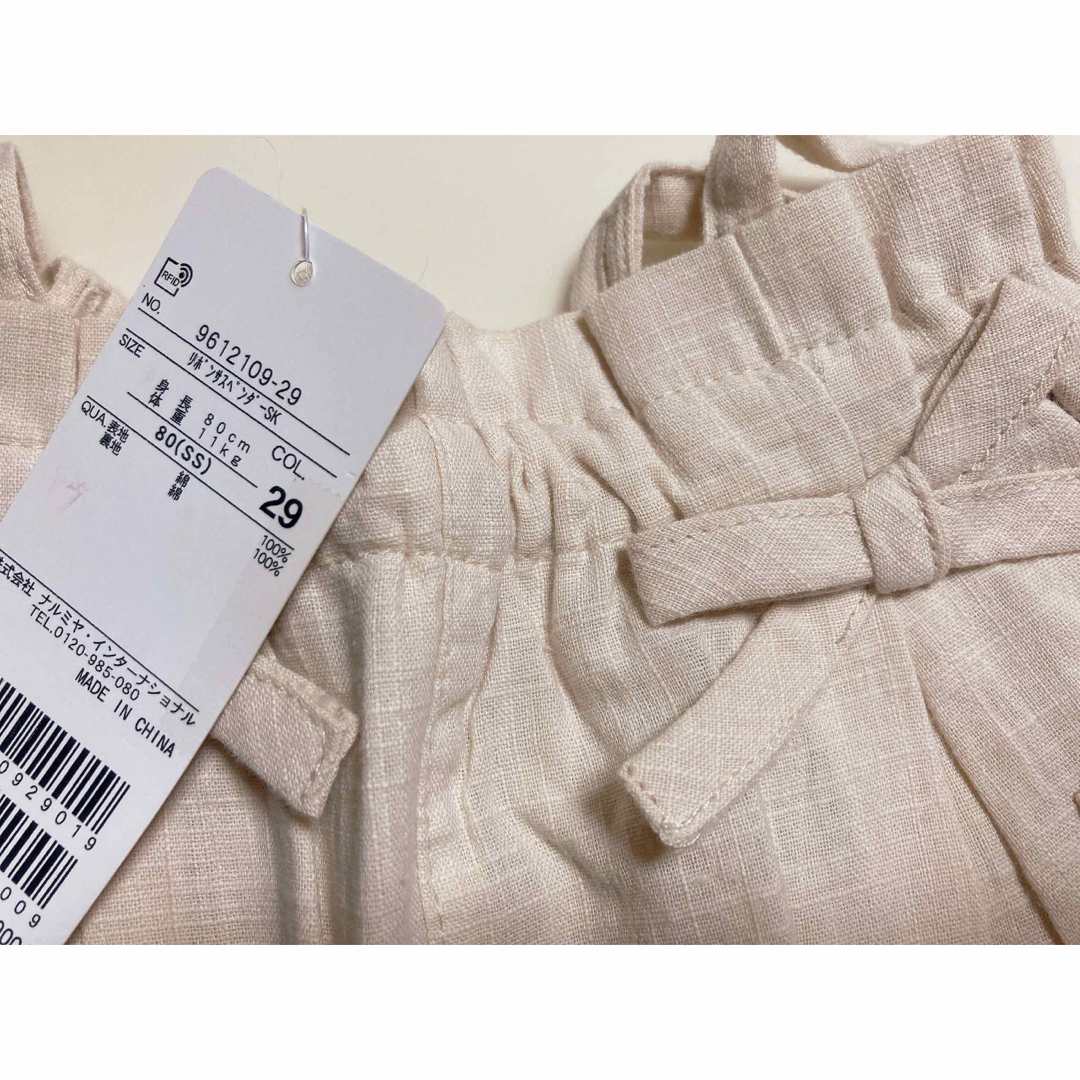 RFID
NO. 9612109-29
ﾘﾎﾞﾝｻｽﾍﾟﾝﾀﾞｰSK
SIZE 身長 80cm
体重 11kg
80(SS) COL. 29
QUA.表地 綿 100%
裏地 綿 100%
式会社 ナルミヤ・インターナショナル
TEL.0120-985-080
MADE IN CHINA
0929019
009